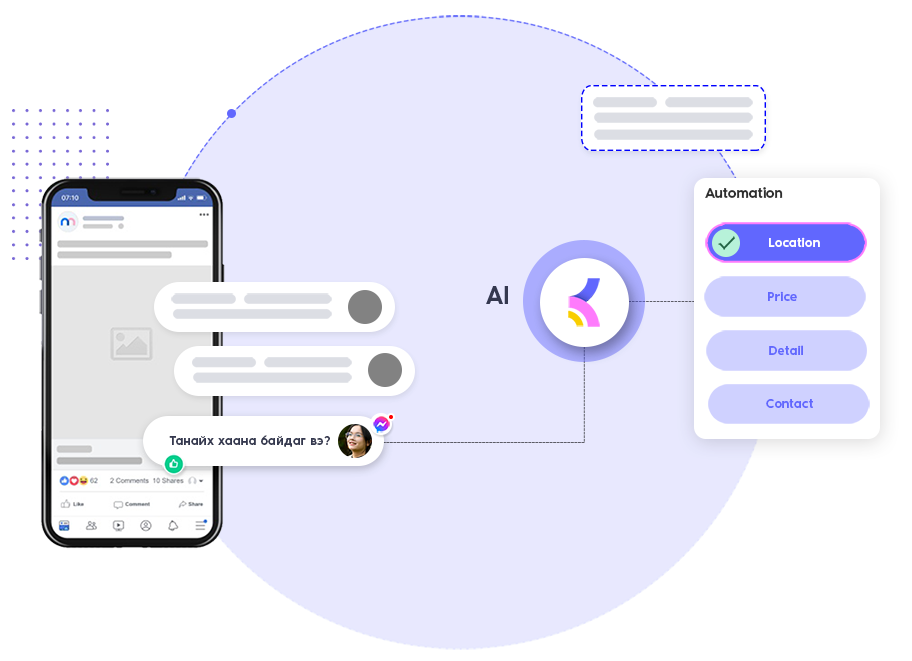 07:10
Automation
Location
AI
Price
Detail
Contact
Танайх хаана байдаг вэ?
62 2 Comments 10 Shares
Like Comment Share